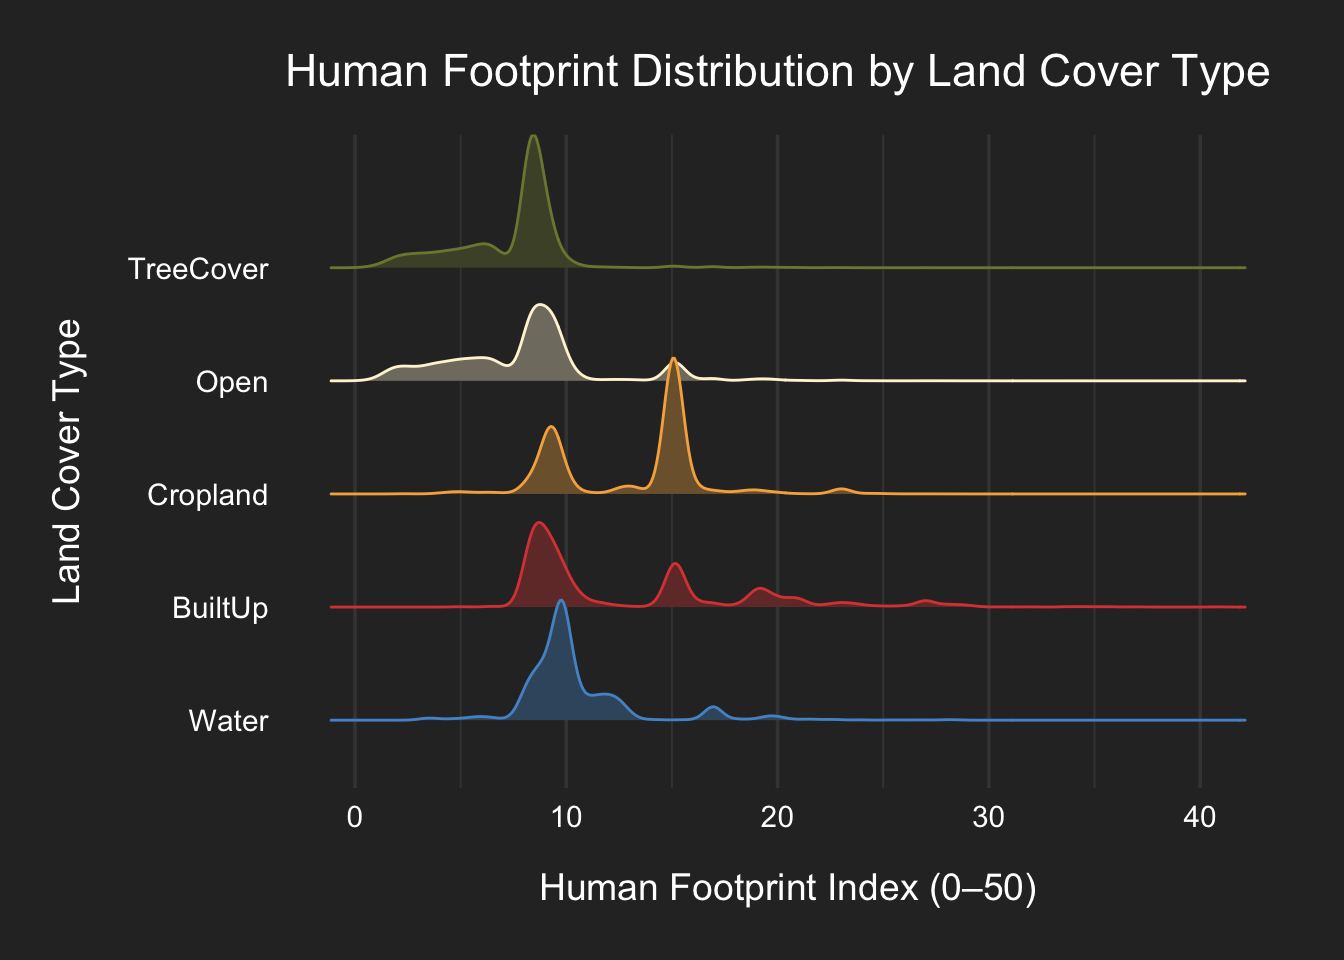 Human Footprint Distribution by Land Cover Type
Land Cover Type
TreeCover
Open
Cropland
BuiltUp
Water
0 10 20 30 40
Human Footprint Index (0–50)